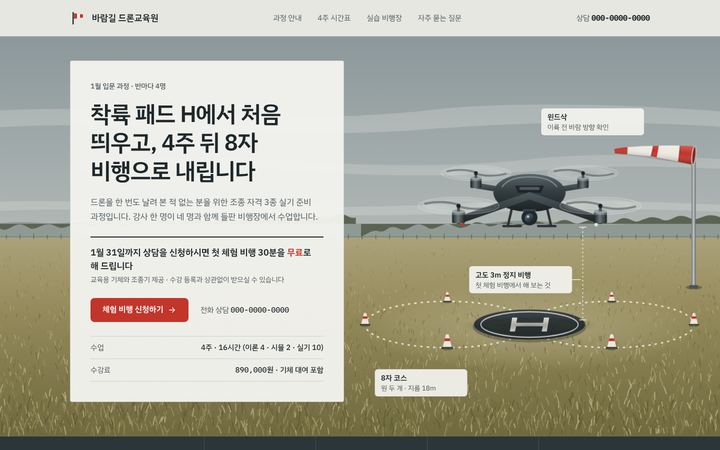 바람길 드론교육원
과정 안내 4주 시간표 실습 비행장 자주 묻는 질문
상담 000-0000-0000
1월 입문 과정 · 반마다 4명
착륙 패드 H에서 처음
띄우고, 4주 뒤 8자
비행으로 내립니다
드론을 한 번도 날려 본 적 없는 분을 위한 조종 자격 3종 실기 준비
과정입니다. 강사 한 명이 네 명과 함께 들판 비행장에서 수업합니다.
1월 31일까지 상담을 신청하시면 첫 체험 비행 30분을 무료로
해 드립니다
교육용 기체와 조종기 제공 · 수강 등록과 상관없이 받으실 수 있습니다
체험 비행 신청하기 →
전화 상담 000-0000-0000
수업 4주 · 16시간 (이론 4 · 시뮬 2 · 실기 10)
수강료 890,000원 · 기체 대여 포함
윈드삭
이륙 전 바람 방향 확인
고도 3m 정지 비행
첫 체험 비행에서 해 보는 것
H
8자 코스
원 두 개 · 지름 18m